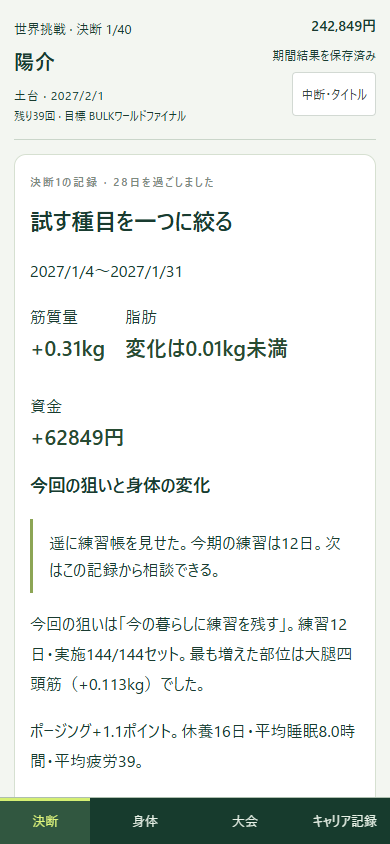 世界挑戦・決断 1/40
242,849円
陽介
期間結果を保存済み
土台・2027/2/1
中断・タイトル
残り39回・目標 BULKワールドファイナル
決断1の記録・28日を過ごしました
試す種目を一つに絞る
2027/1/4〜2027/1/31
筋質量 脂肪
+0.31kg 変化は0.01kg未満
資金
+62849円
今回の狙いと身体の変化
遥に練習帳を見せた。今期の練習は12日。次
はこの記録から相談できる。
今回の狙いは「今の暮らしに練習を残す」。練習12
日・実施144/144セット。最も増えた部位は大腿四
頭筋（+0.113kg）でした。
ポージング+1.1ポイント。休養16日・平均睡眠8.0時
間・平均疲労39。
決断 身体 大会 キャリア記録